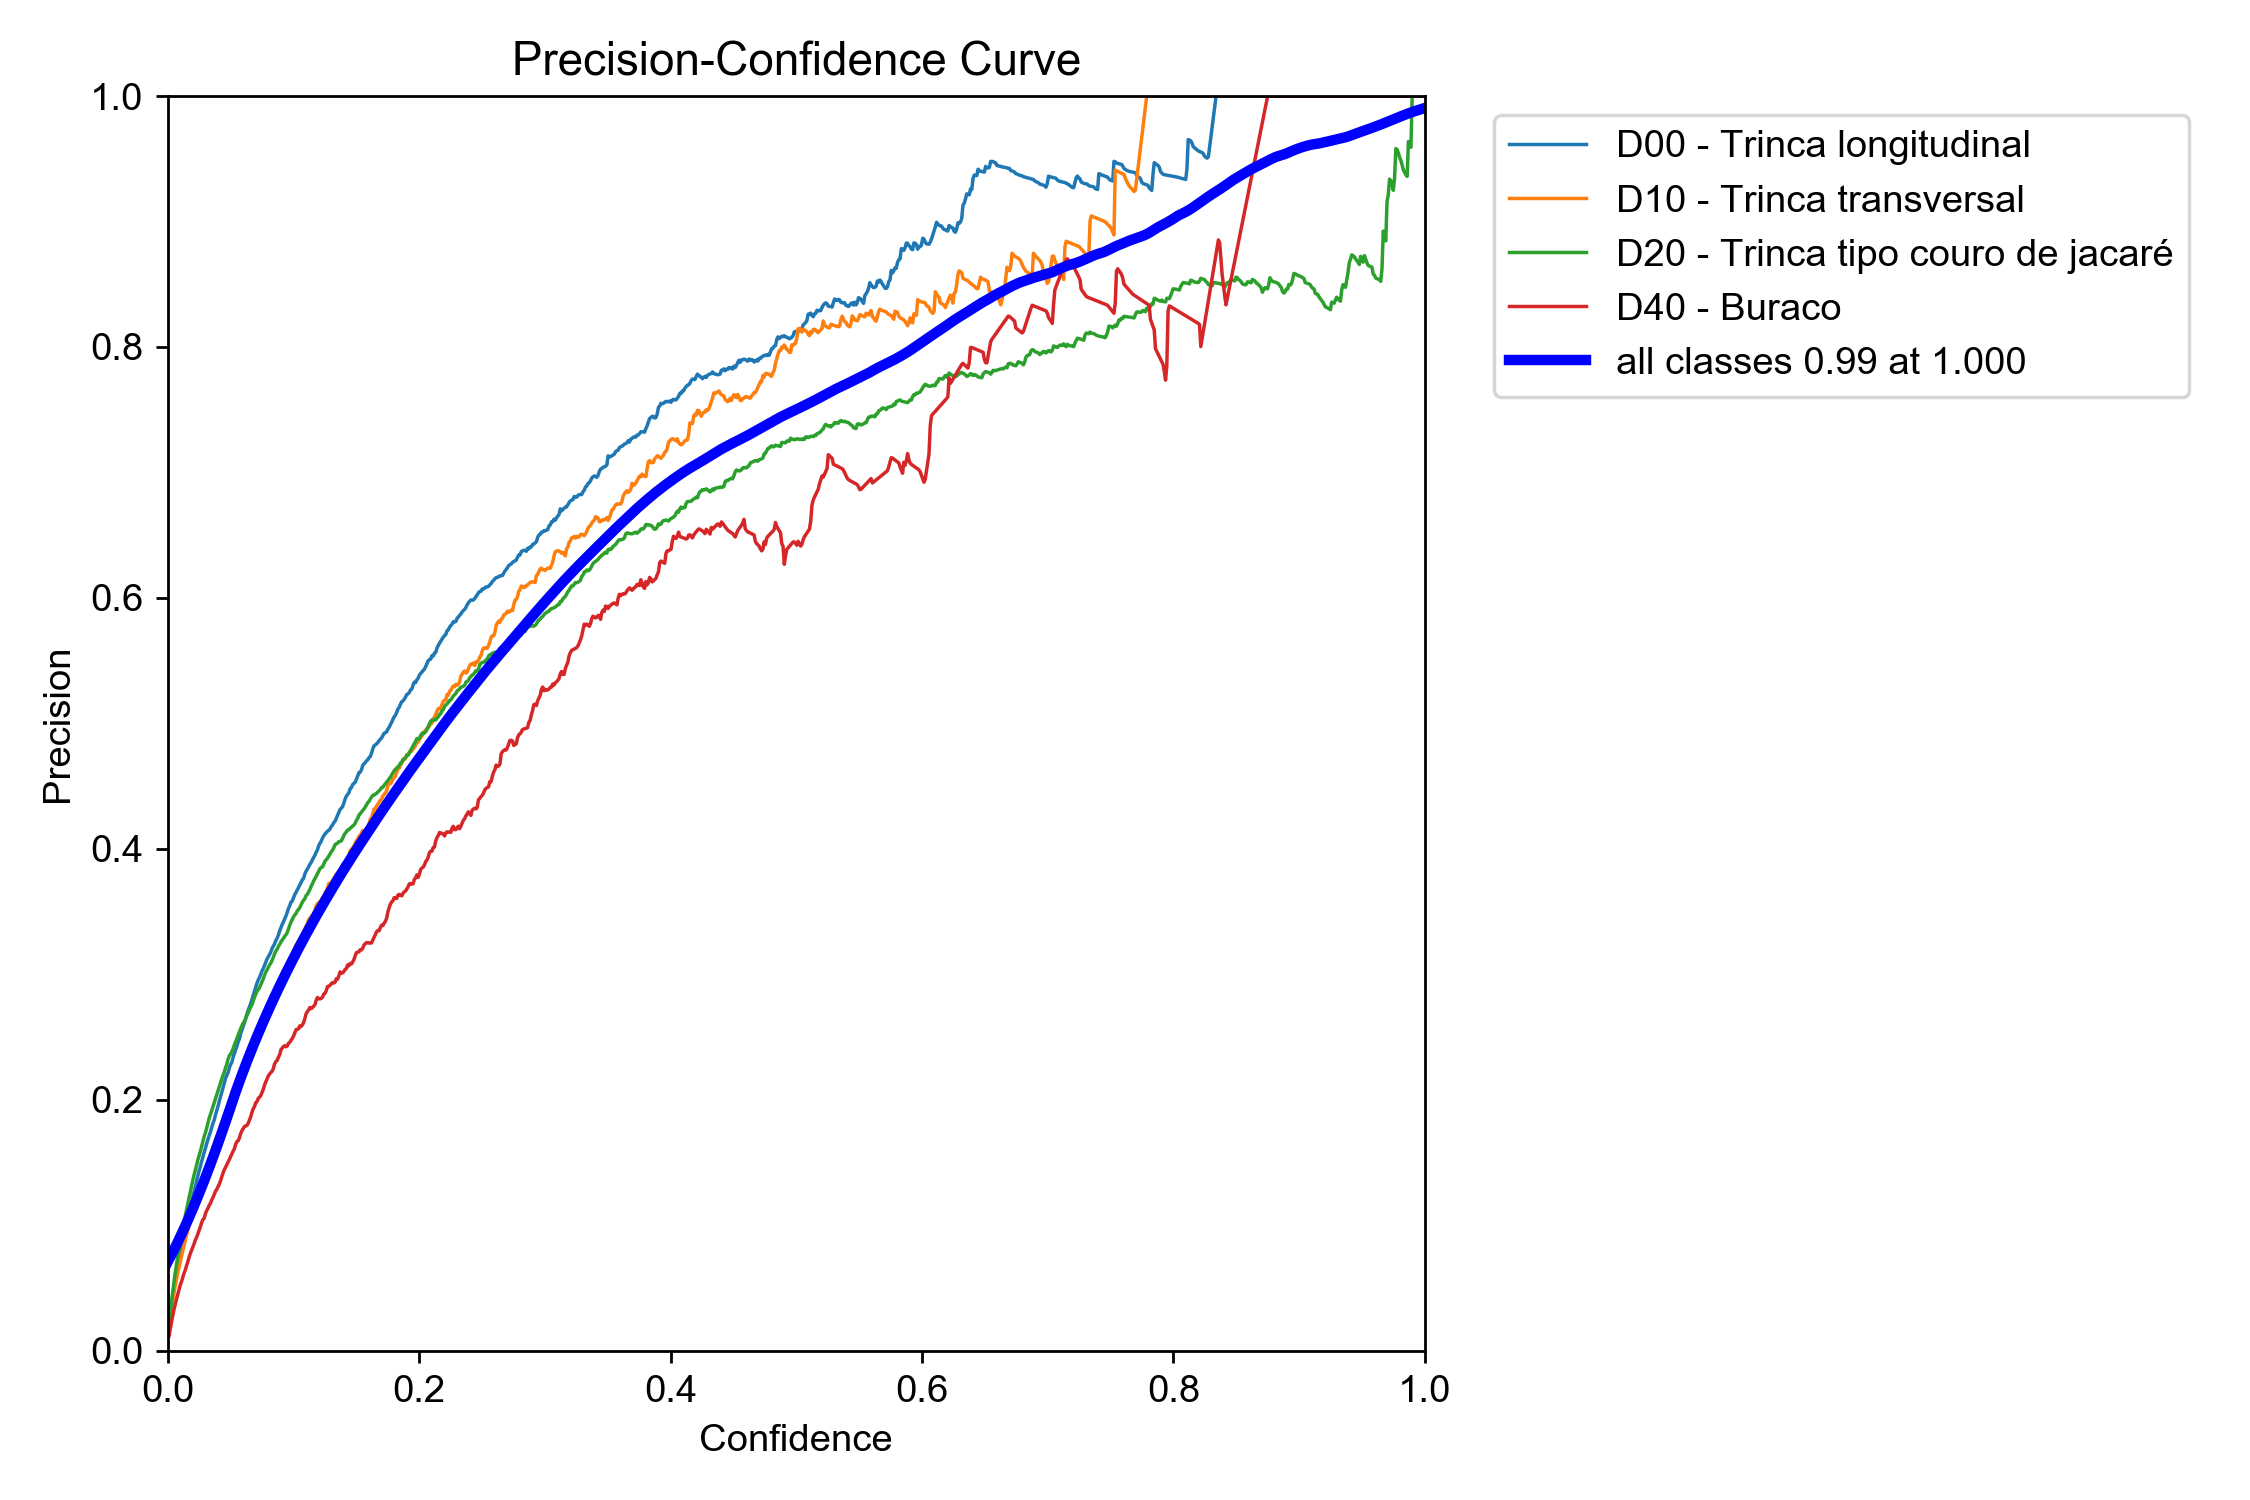 Precision-Confidence Curve
1.0
0.8
0.6
0.4
0.2
0.0
Precision
0.0 0.2 0.4 0.6 0.8 1.0
Confidence
D00 - Trinca longitudinal
D10 - Trinca transversal
D20 - Trinca tipo couro de jacaré
D40 - Buraco
all classes 0.99 at 1.000